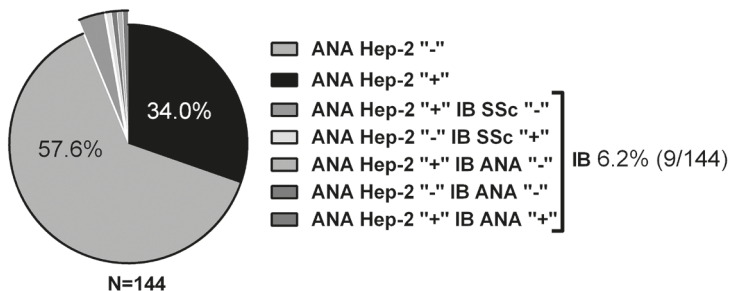 34.0%
57.6%
N=144
ANA Hep-2 "-"
ANA Hep-2 "+"
ANA Hep-2 "+" IB SSc "-"
ANA Hep-2 "-" IB SSc "+"
ANA Hep-2 "+" IB ANA "-"
ANA Hep-2 "-" IB ANA "-"
ANA Hep-2 "+" IB ANA "+"
IB 6.2% (9/144)